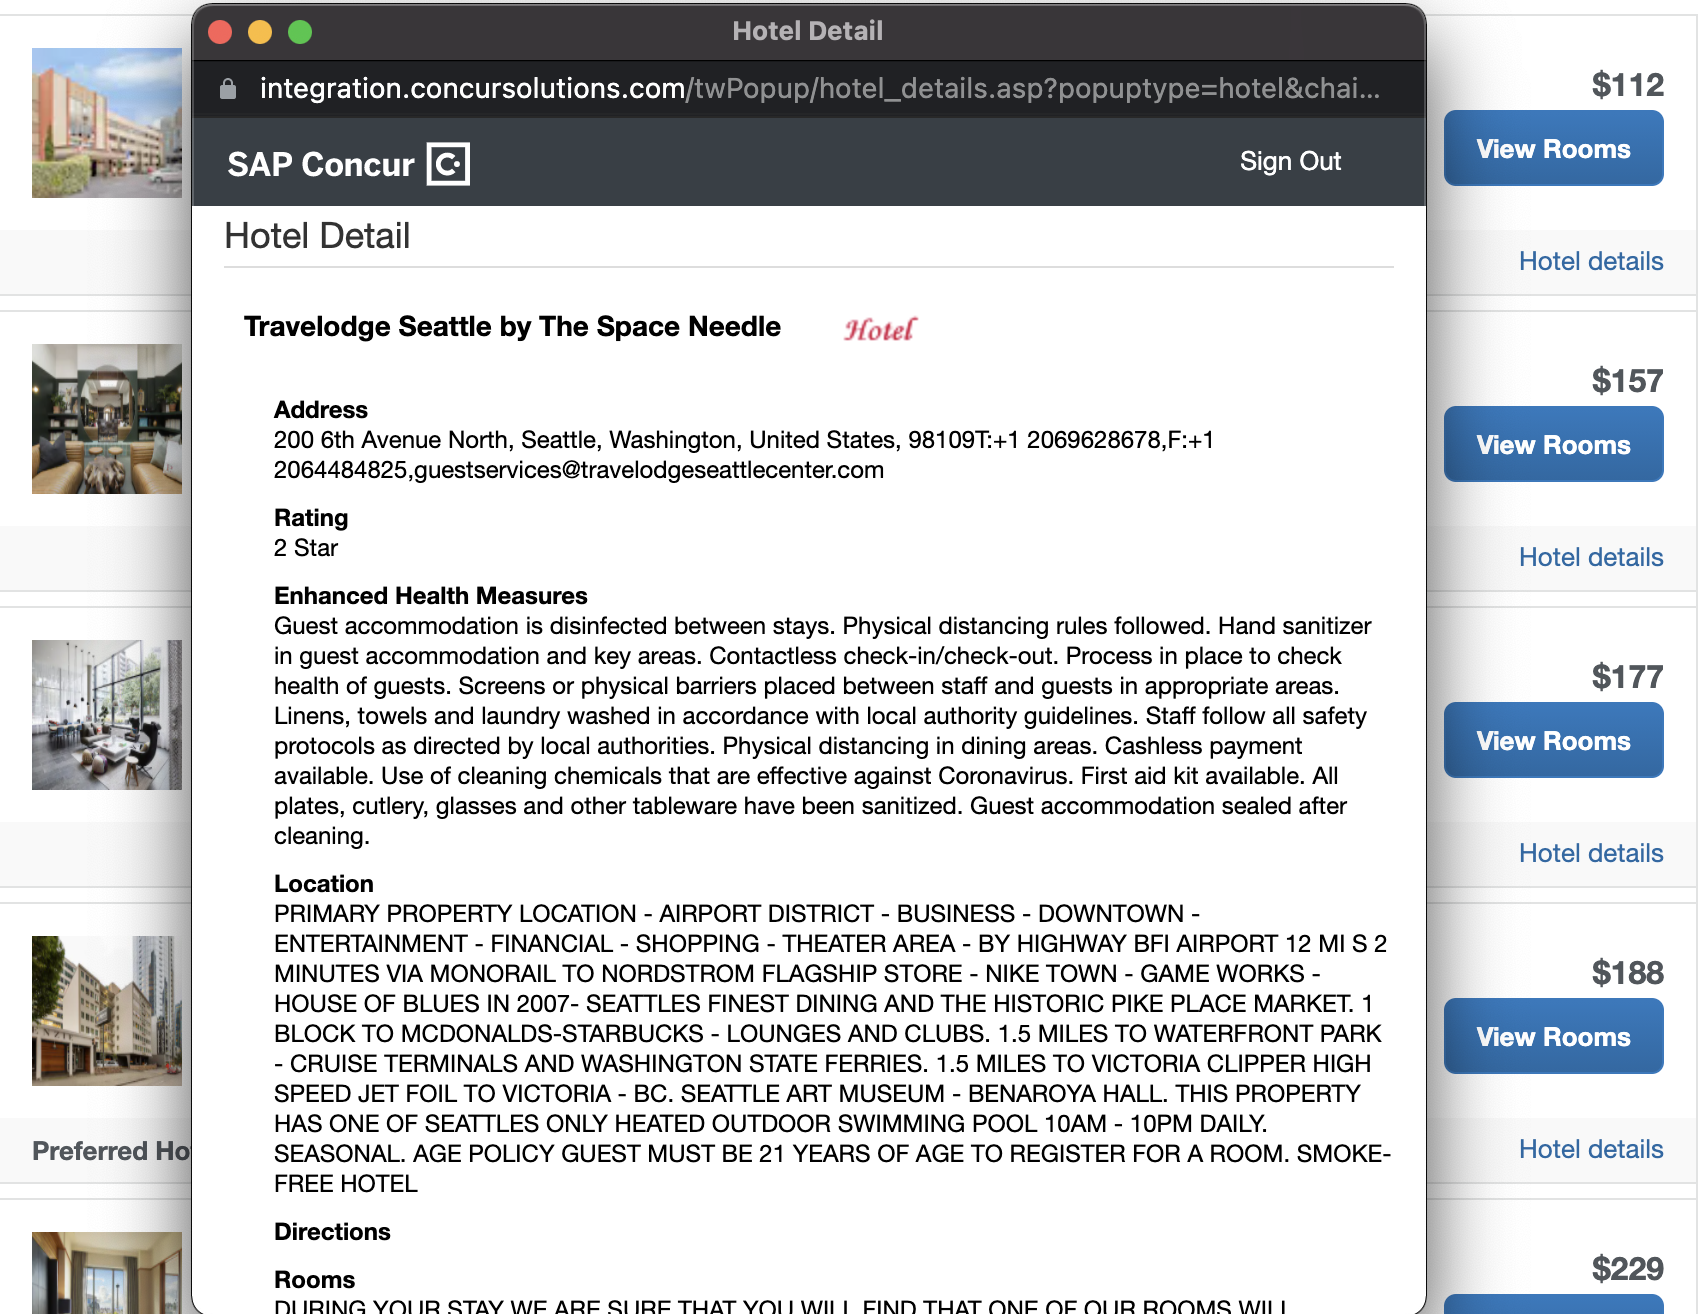 Hotel Detail
integration.concursolutions.com/twPopup/hotel_details.asp?popuptype=hotel&chai...
SAP Concur C
Sign Out
Hotel Detail
Travelodge Seattle by The Space Needle
Hotel
Address
200 6th Avenue North, Seattle, Washington, United States, 98109T:+1 2069628678,F:+1
2064484825,guestservices@travelodgeseattlecenter.com
Rating
2 Star
Enhanced Health Measures
Guest accommodation is disinfected between stays. Physical distancing rules followed. Hand sanitizer
in guest accommodation and key areas. Contactless check-in/check-out. Process in place to check
health of guests. Screens or physical barriers placed between staff and guests in appropriate areas.
Linens, towels and laundry washed in accordance with local authority guidelines. Staff follow all safety
protocols as directed by local authorities. Physical distancing in dining areas. Cashless payment
available. Use of cleaning chemicals that are effective against Coronavirus. First aid kit available. All
plates, cutlery, glasses and other tableware have been sanitized. Guest accommodation sealed after
cleaning.
Location
PRIMARY PROPERTY LOCATION - AIRPORT DISTRICT - BUSINESS - DOWNTOWN -
ENTERTAINMENT - FINANCIAL - SHOPPING - THEATER AREA - BY HIGHWAY BFI AIRPORT 12 MI S 2
MINUTES VIA MONORAIL TO NORDSTROM FLAGSHIP STORE - NIKE TOWN - GAME WORKS -
HOUSE OF BLUES IN 2007- SEATTLES FINEST DINING AND THE HISTORIC PIKE PLACE MARKET. 1
BLOCK TO MCDONALDS-STARBUCKS - LOUNGES AND CLUBS. 1.5 MILES TO WATERFRONT PARK
- CRUISE TERMINALS AND WASHINGTON STATE FERRIES. 1.5 MILES TO VICTORIA CLIPPER HIGH
SPEED JET FOIL TO VICTORIA - BC. SEATTLE ART MUSEUM - BENAROYA HALL. THIS PROPERTY
HAS ONE OF SEATTLES ONLY HEATED OUTDOOR SWIMMING POOL 10AM - 10PM DAILY.
SEASONAL. AGE POLICY GUEST MUST BE 21 YEARS OF AGE TO REGISTER FOR A ROOM. SMOKE-
FREE HOTEL
Directions
Rooms
DURING YOUR STAY WE ARE SURE THAT YOU WILL FIND THAT ONE OF OUR ROOMS WILL
$112
View Rooms
Hotel details
$157
View Rooms
Hotel details
$177
View Rooms
Hotel details
$188
View Rooms
Preferred Ho
Hotel details
$229